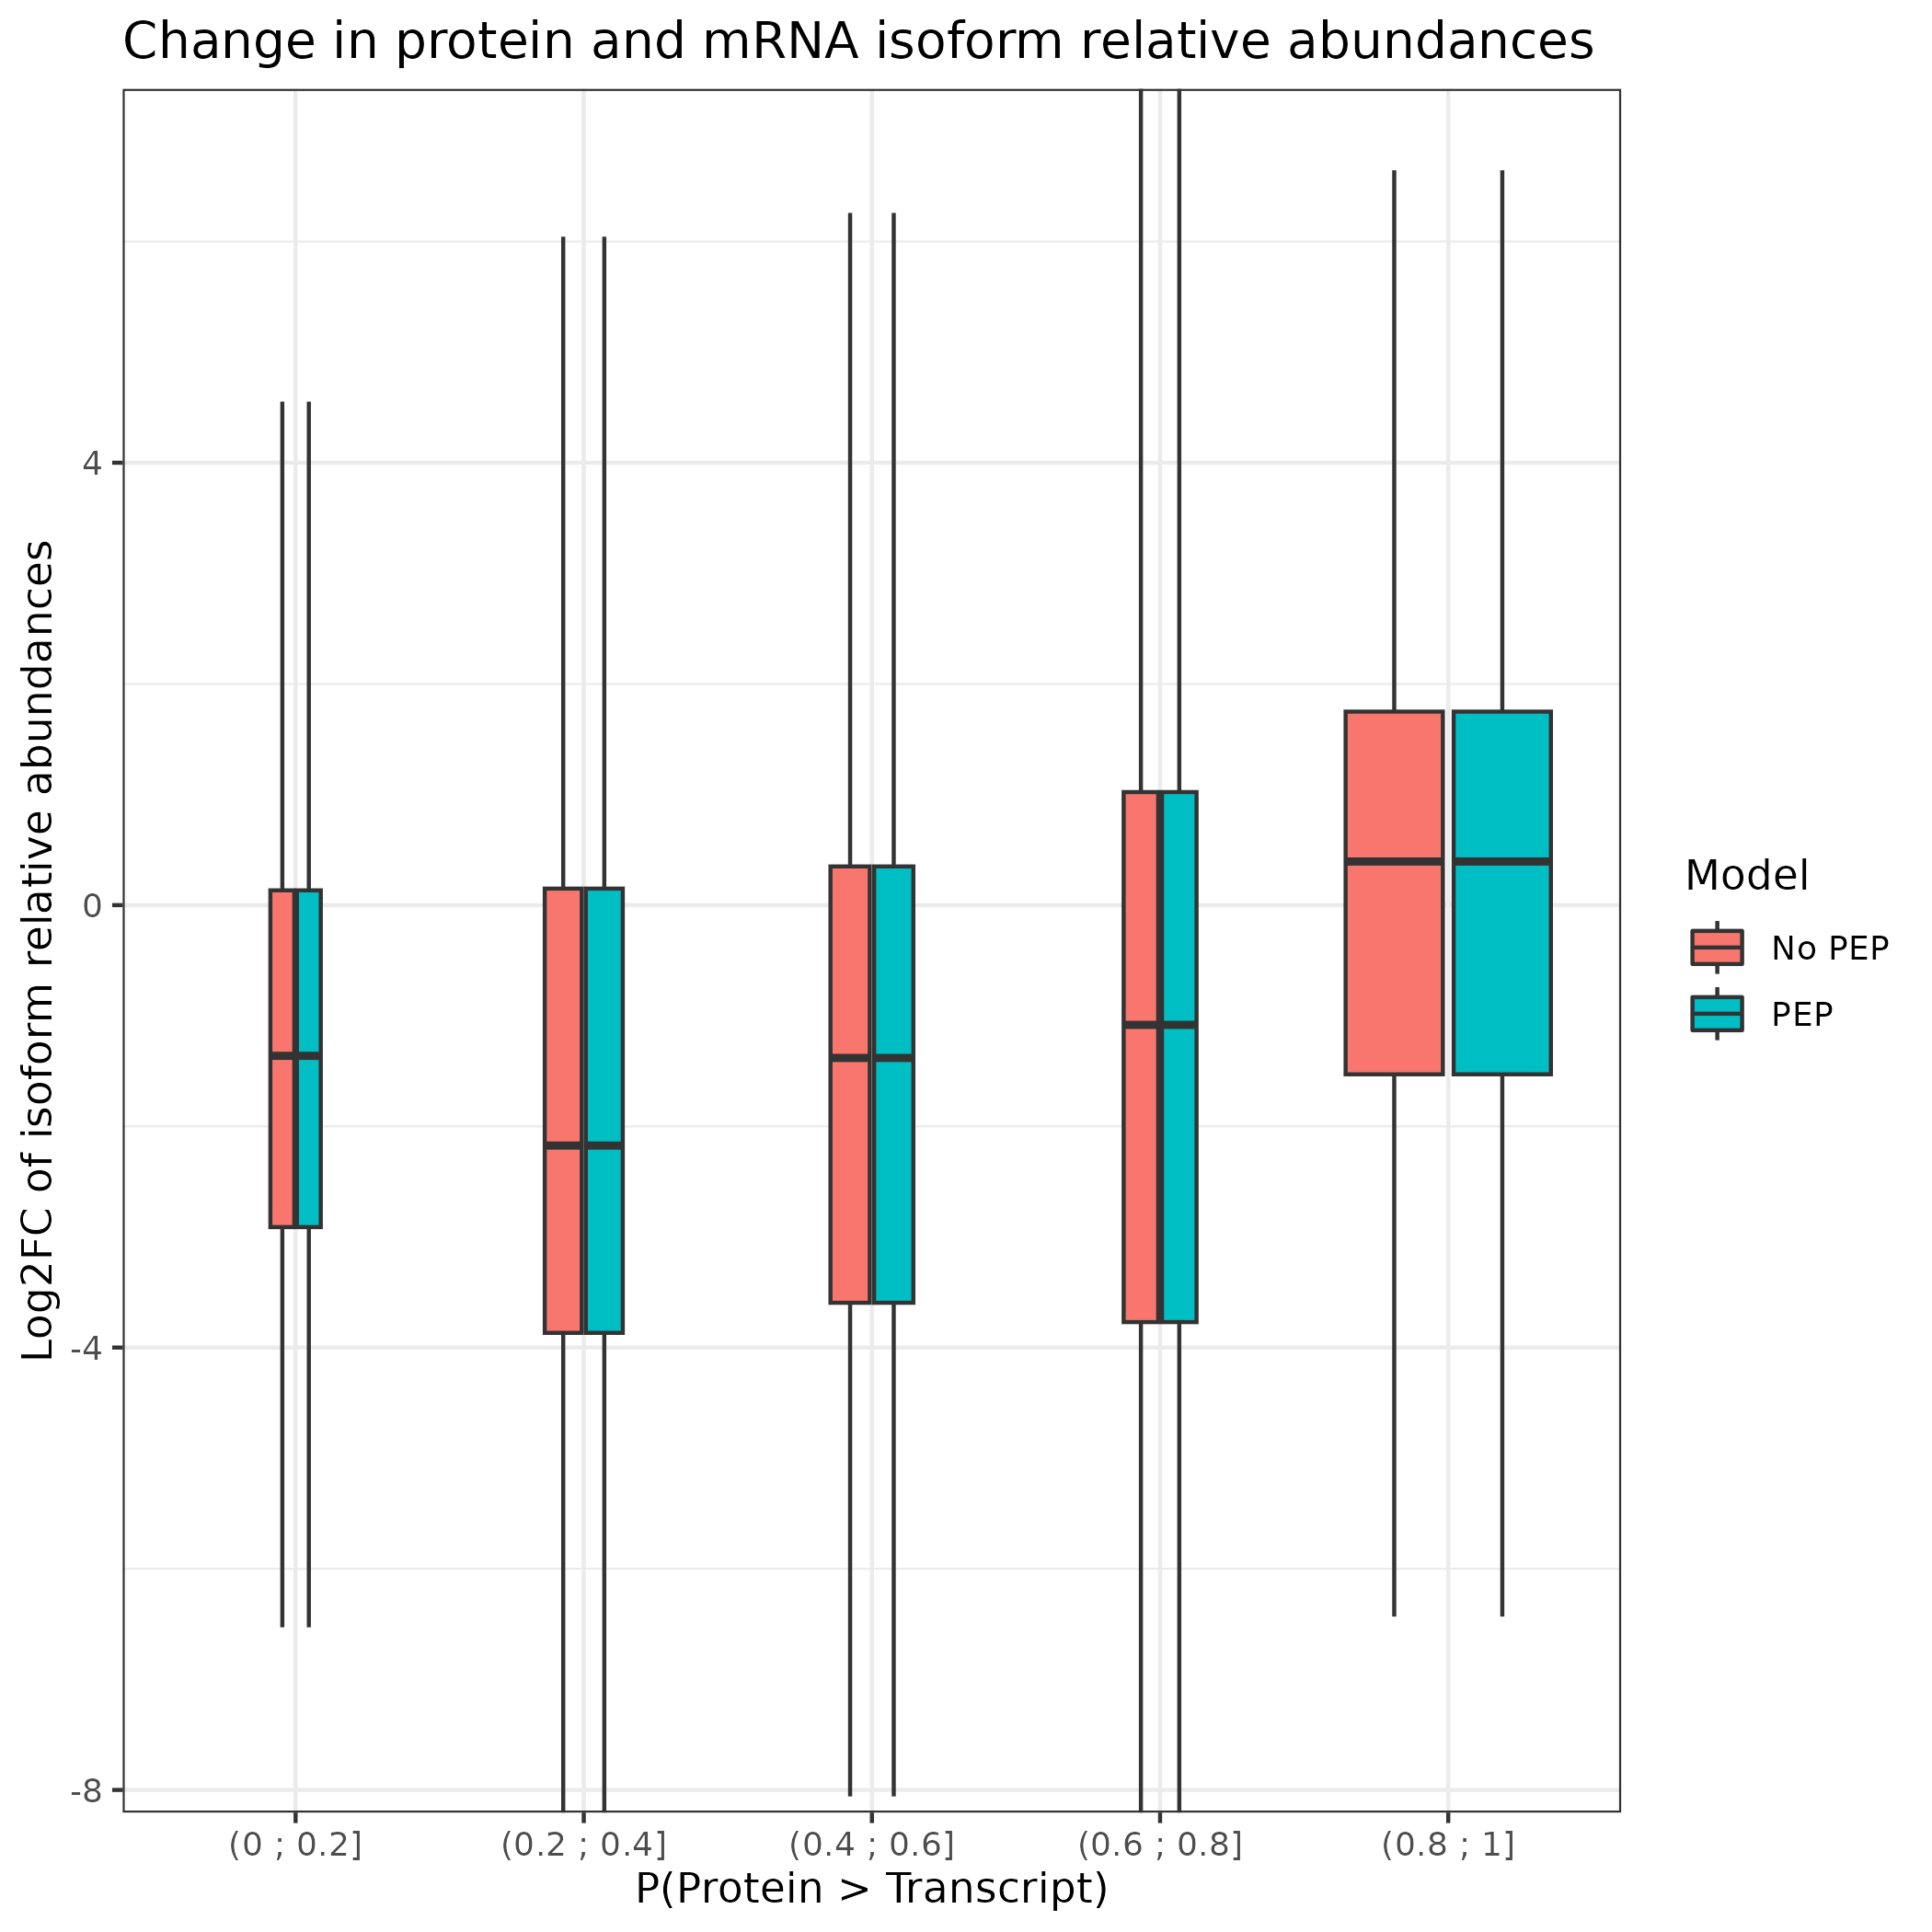 Change in protein and mRNA isoform relative abundances
Log2FC of isoform relative abundances
4
0
-4
-8
(0 ; 0.2]
(0.2 ; 0.4]
(0.4 ; 0.6]
(0.6 ; 0.8]
(0.8 ; 1]
P(Protein > Transcript)
Model
No PEP
PEP